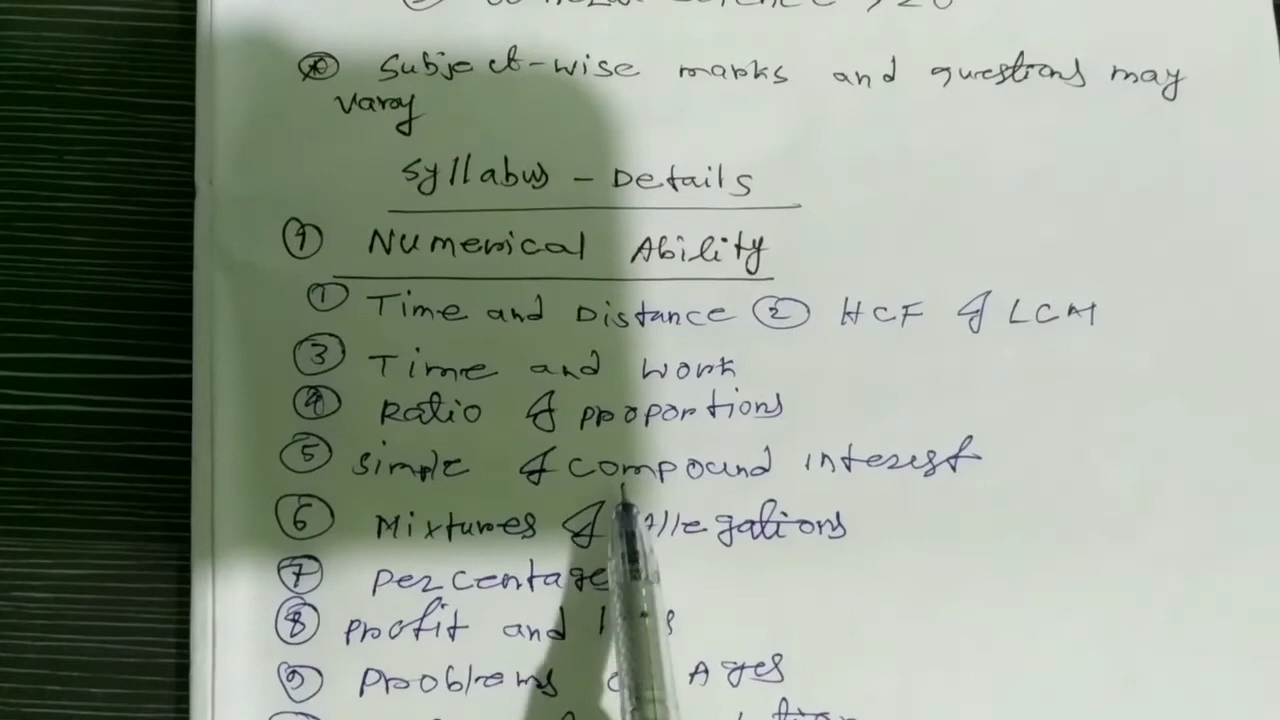 * Subject-wise marks and questions may
vary
Syllabus - Details
1 Numerical Ability
1 Time and Distance 2 HCF & LCM
3 Time and Work
4 Ratio & proportions
5 Simple & compound interest
6 Mixtures & Allegations
7 percentage
8 profit and
9 problems Ages